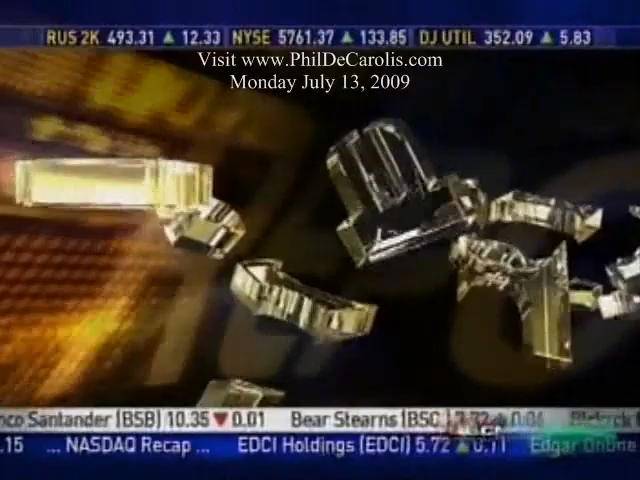 RUS 2K 493.31 ▲ 12.33 NYSE 5761.37 ▲ 133.85 DJ UTIL 352.09 ▲ 5.83
Visit www.PhilDeCarolis.com
Monday July 13, 2009
nco Santander (BSB) 10.35 ▼ 0.01 Bear Stearns (BSC)
.15 ... NASDAQ Recap ... EDCI Holdings (EDCI) 5.72 ▲ 0.11 Edgar Online